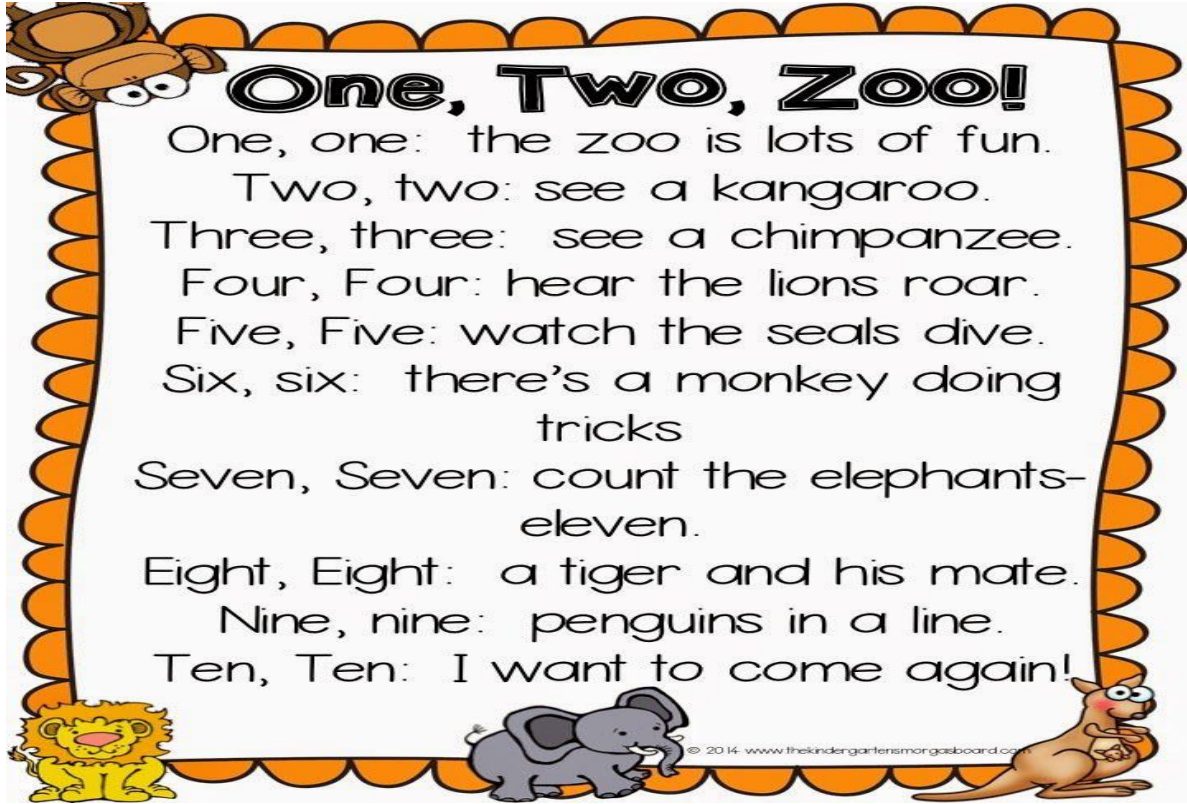 One, Two, Zoo!
One, one: the zoo is lots of fun.
Two, two: see a kangaroo.
Three, three: see a chimpanzee.
Four, Four: hear the lions roar.
Five, Five: watch the seals dive.
Six, six: there's a monkey doing
tricks
Seven, Seven: count the elephants-
eleven.
Eight, Eight: a tiger and his mate.
Nine, nine: penguins in a line.
Ten, Ten: I want to come again!
© 2014 www.thekindergartensmorgasboard.com